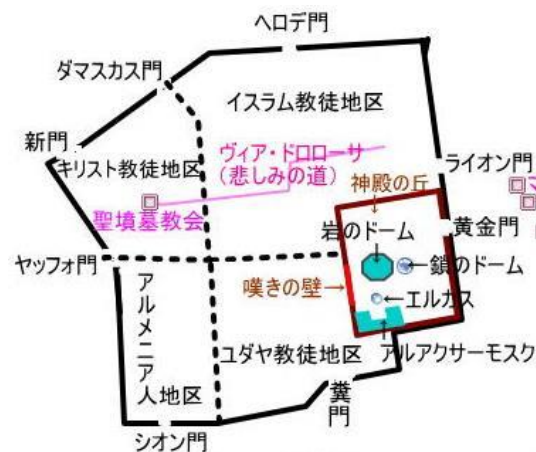 ヘロデ門
ダマスカス門
イスラム教徒地区
新門
キリスト教徒地区
ヴィア・ドロローサ
(悲しみの道)
ライオン門
神殿の丘
聖墳墓教会
岩のドーム
黄金門
ヤッフォ門
鎖のドーム
嘆きの壁→
エルカス
アルメニア人地区
ユダヤ教徒地区
アルアクサーモスク
糞門
シオン門